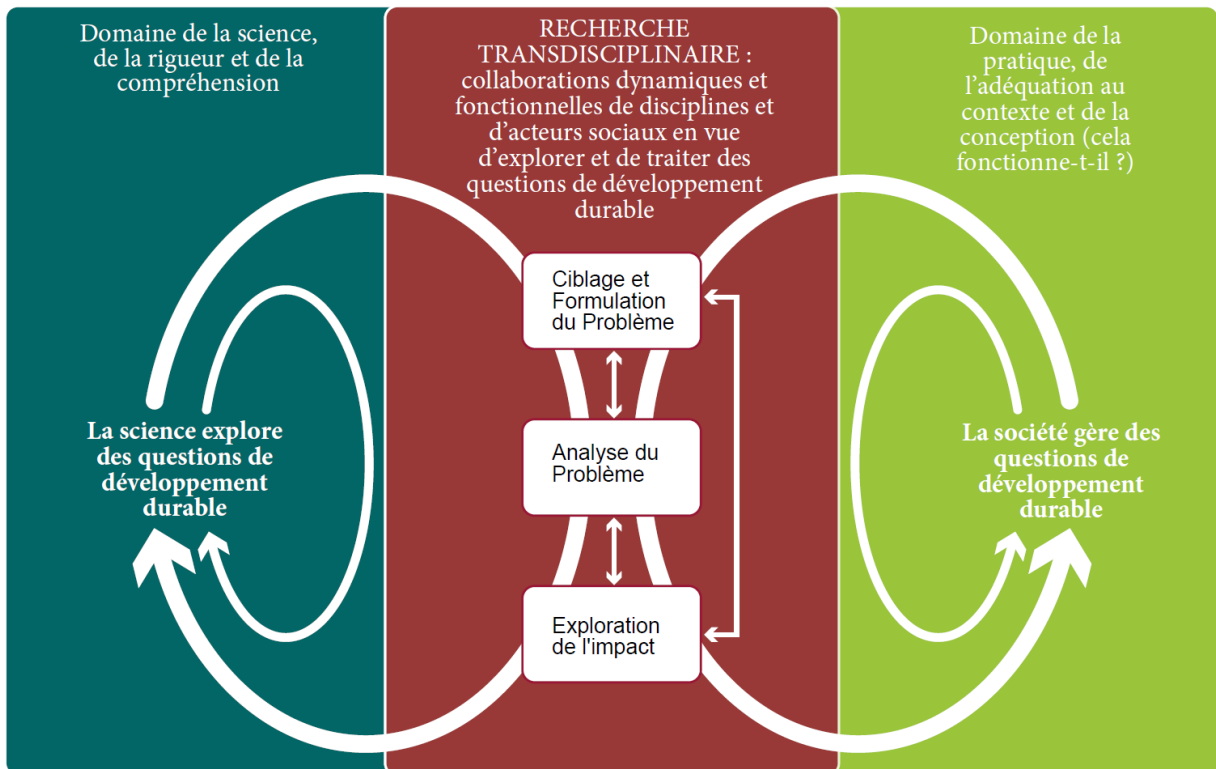 Domaine de la science,
de la rigueur et de la
compréhension
RECHERCHE
TRANSDISCIPLINAIRE :
collaborations dynamiques et
fonctionnelles de disciplines et
d’acteurs sociaux en vue
d’explorer et de traiter des
questions de développement
durable
Domaine de la
pratique, de
l’adéquation au
contexte et de la
conception (cela
fonctionne-t-il ?)
Ciblage et
Formulation
du Problème
La science explore
des questions de
développement
durable
Analyse du
Problème
La société gère des
questions de
développement
durable
Exploration
de l'impact